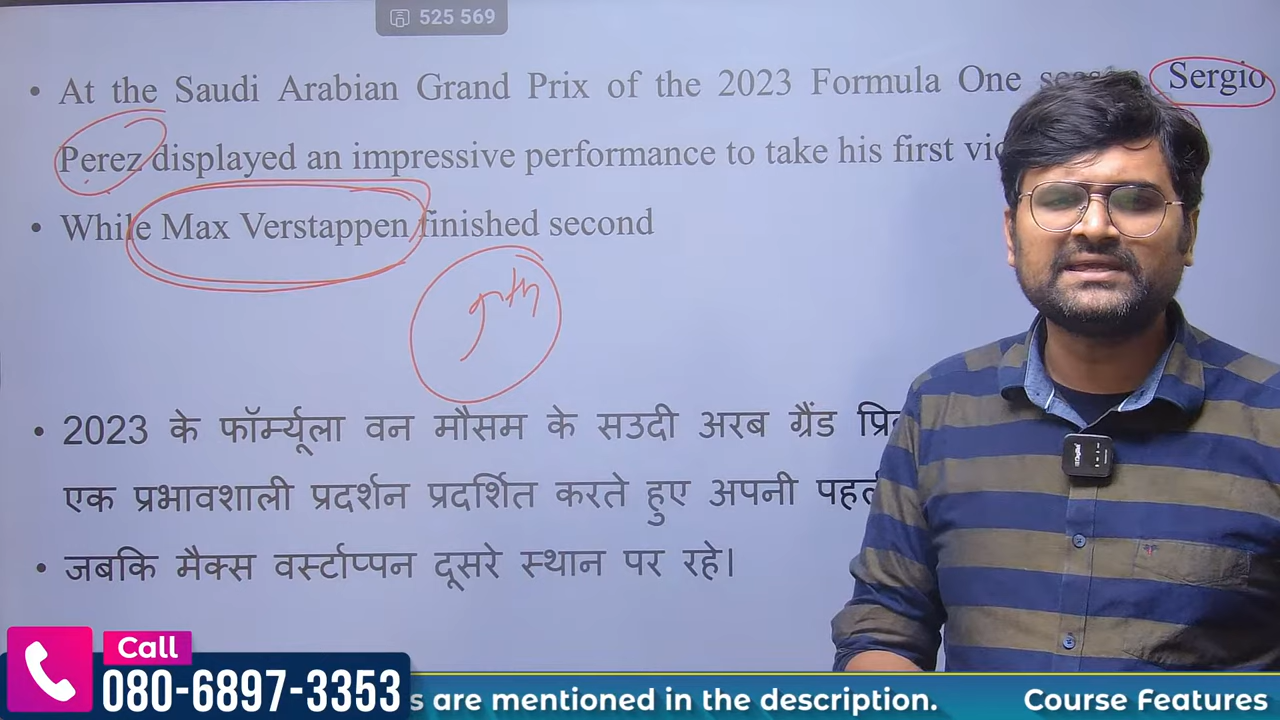 525 569
• At the Saudi Arabian Grand Prix of the 2023 Formula One Sergio
Perez displayed an impressive performance to take his first
• While Max Verstappen finished second
• 2023 के फॉर्म्यूला वन मौसम के सउदी अरब ग्रैंड
एक प्रभावशाली प्रदर्शन प्रदर्शित करते हुए अपनी
• जबकि मैक्स वर्स्टाप्पन दूसरे स्थान पर रहे।
Call
080-6897-3353
are mentioned in the description. Course Features